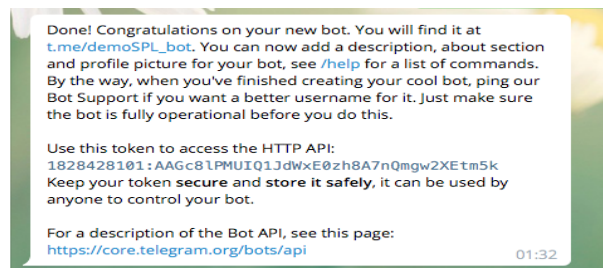 Done! Congratulations on your new bot. You will find it at
t.me/demoSPL_bot. You can now add a description, about section
and profile picture for your bot, see /help for a list of commands.
By the way, when you've finished creating your cool bot, ping our
Bot Support if you want a better username for it. Just make sure
the bot is fully operational before you do this.
Use this token to access the HTTP API:
1828428101:AAGc8lPMUIQ1JdWxE0zh8A7nQmgw2XEtm5k
Keep your token secure and store it safely, it can be used by
anyone to control your bot.
For a description of the Bot API, see this page:
https://core.telegram.org/bots/api
01:32